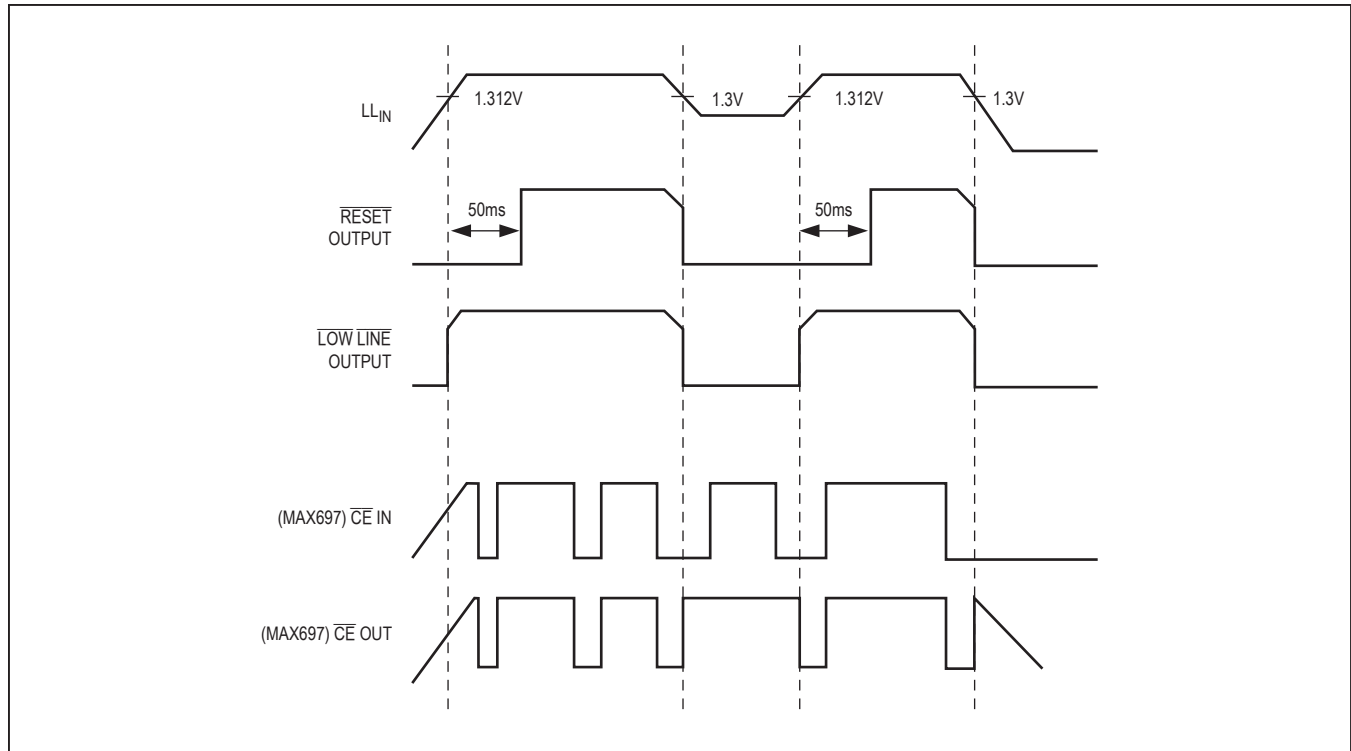 1.312V
1.3V
1.312V
1.3V
LL_IN
RESET
OUTPUT
50ms
50ms
LOW LINE
OUTPUT
(MAX697) CE IN
(MAX697) CE OUT